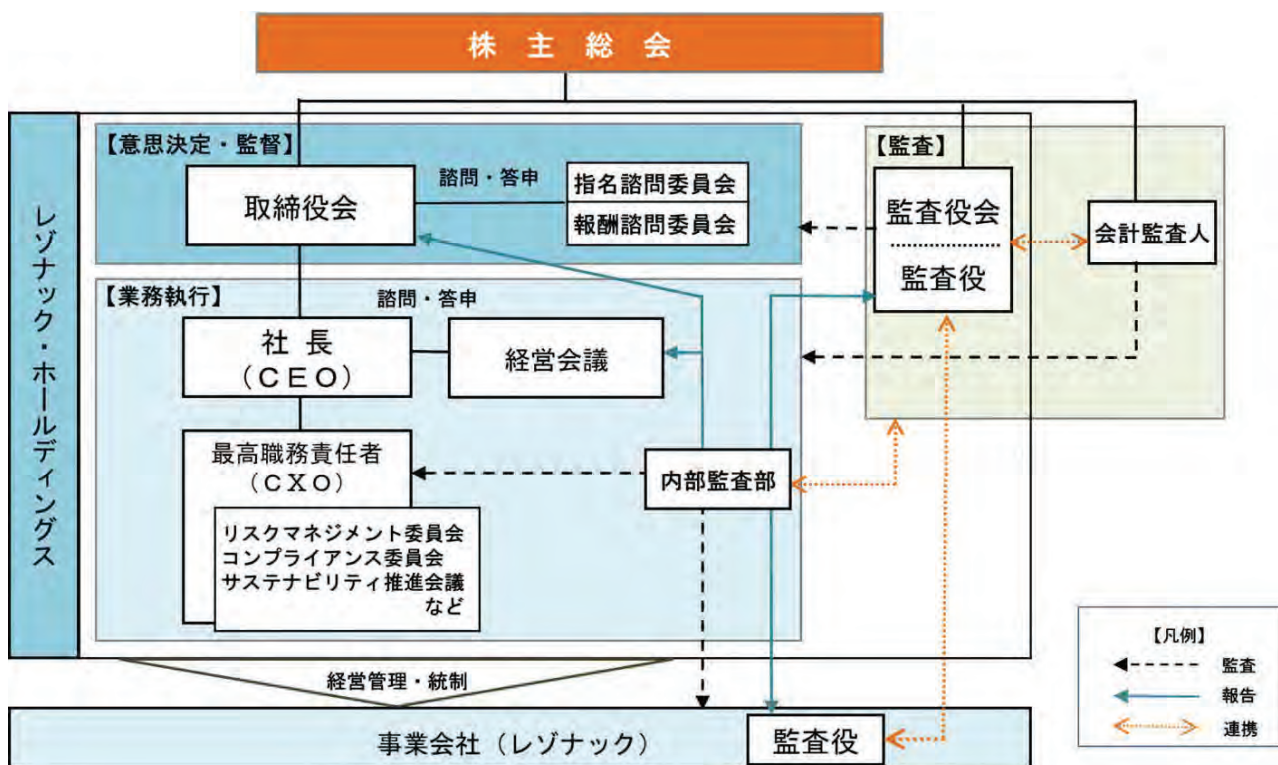 株主総会
レゾナック・ホールディングス
【意思決定・監督】
取締役会
諮問・答申
指名諮問委員会
報酬諮問委員会
【監査】
監査役会
監査役
会計監査人
【業務執行】
諮問・答申
社長
（CEO）
経営会議
最高職務責任者
（CXO）
リスクマネジメント委員会
コンプライアンス委員会
サステナビリティ推進会議
など
内部監査部
経営管理・統制
事業会社（レゾナック）
監査役
【凡例】
監査
報告
連携